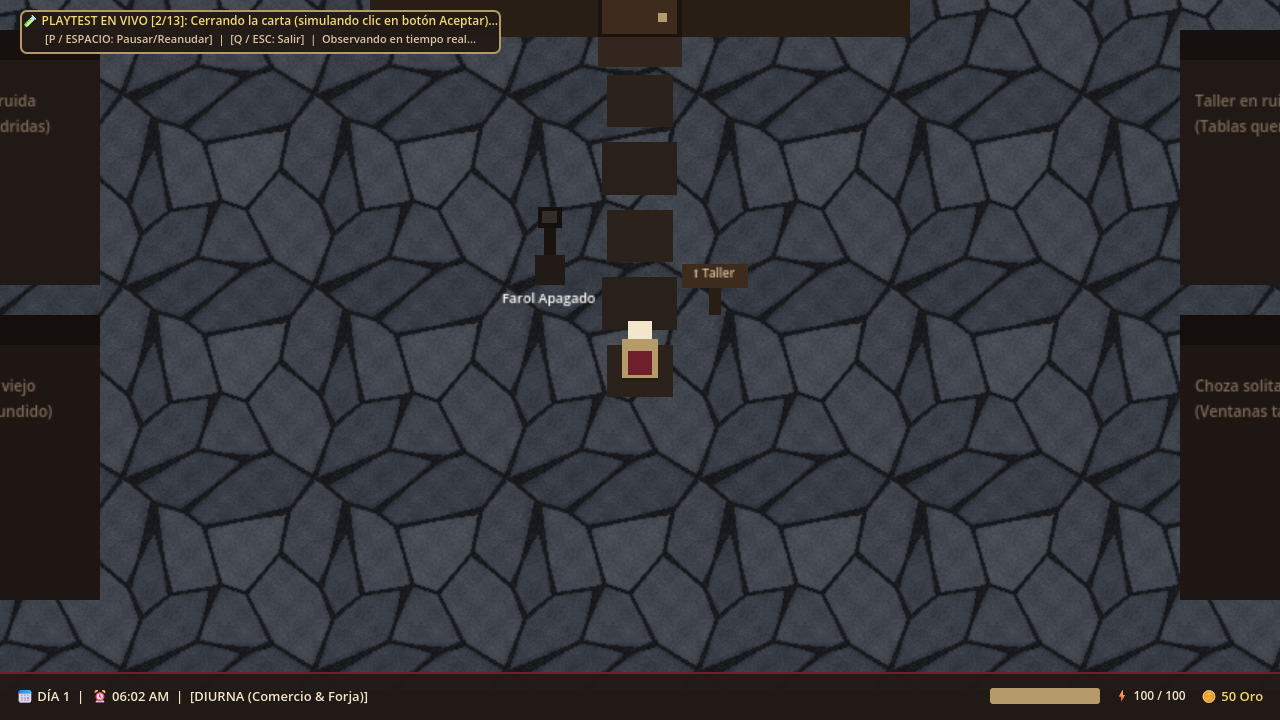 PLAYTEST EN VIVO [2/13]: Cerrando la carta (simulando clic en botón Aceptar)...
[P / ESPACIO: Pausar/Reanudar] | [Q / ESC: Salir] | Observando en tiempo real...
ruida
dridas)
Taller en rui
(Tablas que
↑ Taller
Farol Apagado
viejo
undido)
Choza solita
(Ventanas ta
DÍA 1 | 06:02 AM | [DIURNA (Comercio & Forja)]
100 / 100
50 Oro